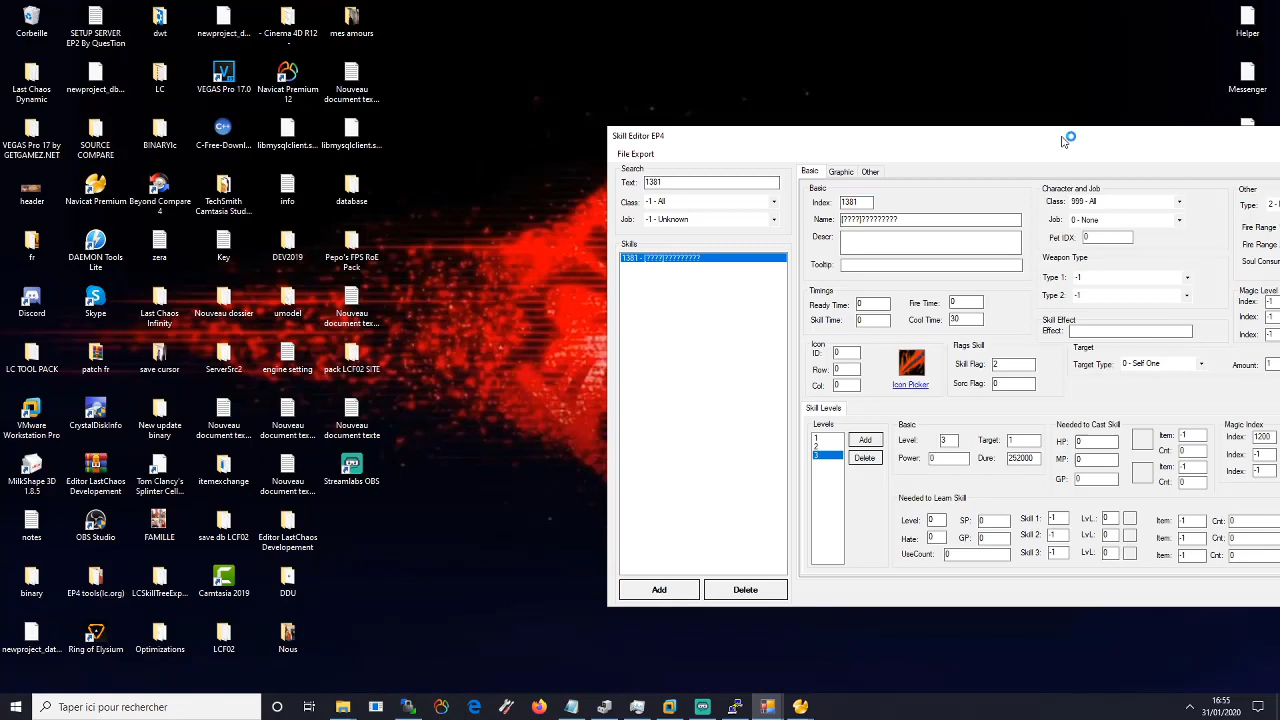 Corbeille
SETUP SERVER
EP2 By QuesTion
dwt
newproject_d...
- Cinema 4D R12
-
mes amours
Helper
Last Chaos
Dynamic
newproject_db...
LC
VEGAS Pro 17.0
Navicat Premium
12
Nouveau
document tex...
Messenger
VEGAS Pro 17 by
GETGAMEZ.NET
SOURCE
COMPARE
BINARYlc
C-Free-Downl...
libmysqlclient.s...
libmysqlclient.s...
header
Navicat Premium
Beyond Compare
4
TechSmith
Camtasia Stud...
info
database
fr
DAEMON Tools
Lite
zera
Key
DEV2019
Pepo's FPS RoE
Pack
Discord
Skype
Last Chaos
Infinity
Nouveau dossier
umodel
Nouveau
document tex...
LC TOOL PACK
patch fr
save cursor
ServerSrc2
engine setting
pack LCF02 SITE
VMware
Workstation Pro
CrystalDiskInfo
New update
binary
Nouveau
document tex...
Nouveau
document tex...
Nouveau
document texte
MilkShape 3D
1.8.5
Editor LastChaos
Developement
Tom Clancy's
Splinter Cell...
itemexchange
Nouveau
document tex...
Streamlabs OBS
notes
OBS Studio
FAMILLE
save db LCF02
Editor LastChaos
Developement
binary
EP4 tools(lc.org)
LCSkillTreeExp...
Camtasia 2019
DDU
newproject_dat...
Ring of Elysium
Optimizations
LCF02
Nous
Skill Editor EP4
File Export
Search
Text: 1381
Class: -1 - All
Job: -1 - Unknown
Skills
1381 - [????]?????????
Add
Delete
Basic Graphic Other
Basic
Index: 1381
Name: [????]?????????
Descr:
Tooltip:
Character and Job
Class: 999 - All
Job: 0 - None
Pet IDX: 0
Weapon Type
Type 1: -1
Type 2: -1
Other
Type: 2 -
Fire Range
Fire Range
Soul Consum
Timings
Ready Time: 0
Fire Time: 0
Skill Time: 0
Cool Time: 30
Magic Level
Index: -1
Index: -1
Index: -1
Skill Effect
Effect:
Icon
ID: 0
Row: 0
Col: 0
Icon Picker
Flags Skill
Skill Flag: 2
Sorc Flag: 0
Target
Target Type: 0 - Self One
Amount:
Skill Levels
Levels
1
2
3
Add
Delete
Basic
Level: 3
Target: 1
Power: 0
Dure: 252000
Needed to Cast Skill
HP: 0
MP: 0
GP: 0
Item: -1
Cnt: 0
Item: -1
Cnt: 0
Magic Index
Index: 1200
Index: -1
Index: -1
Needed to Learn Skill
Level: 0
SP: 0
Skill 1: -1
LvL: 0
Item: -1
Cnt: 0
Hate: 0
GP: 0
Skill 2: -1
LvL: 0
Item: -1
Cnt: 0
UseCount: 0
Skill 3: -1
LvL: 0
Item: -1
Cnt: 0
Taper ici pour rechercher
16:55
31/01/2020